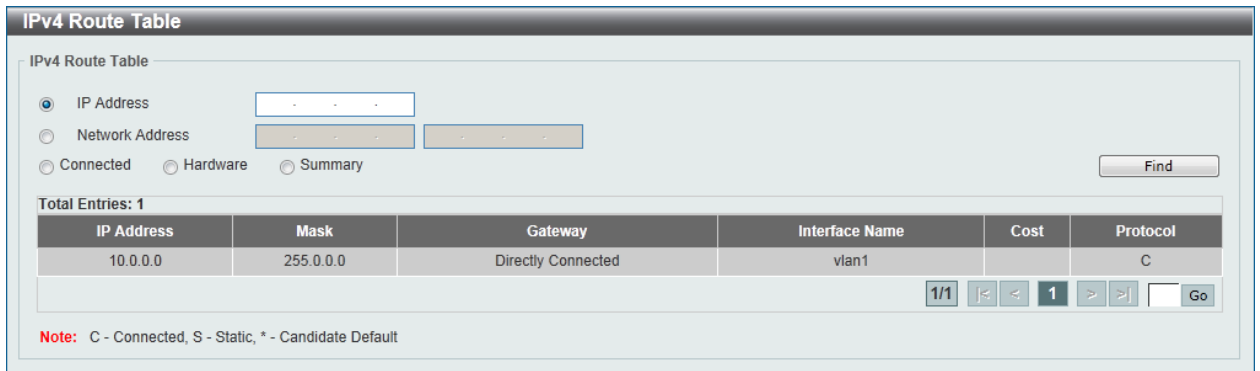 IPv4 Route Table
IPv4 Route Table
IP Address
Network Address
Connected Hardware Summary Find
Total Entries: 1
IP Address Mask Gateway Interface Name Cost Protocol
10.0.0.0 255.0.0.0 Directly Connected vlan1 C
1/1 |< < 1 > >| Go
Note: C - Connected, S - Static, * - Candidate Default